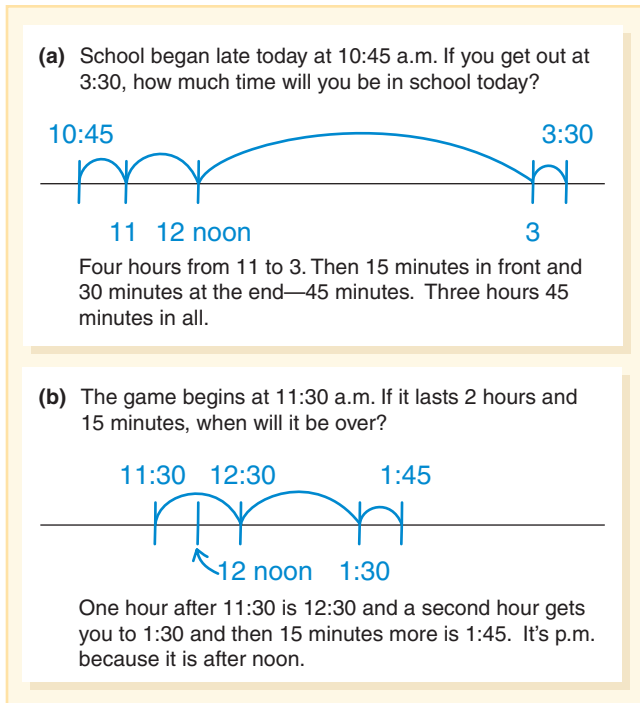 (a) School began late today at 10:45 a.m. If you get out at
3:30, how much time will you be in school today?
10:45 3:30
11 12 noon 3
Four hours from 11 to 3. Then 15 minutes in front and
30 minutes at the end—45 minutes. Three hours 45
minutes in all.
(b) The game begins at 11:30 a.m. If it lasts 2 hours and
15 minutes, when will it be over?
11:30 12:30 1:45
12 noon 1:30
One hour after 11:30 is 12:30 and a second hour gets
you to 1:30 and then 15 minutes more is 1:45. It's p.m.
because it is after noon.